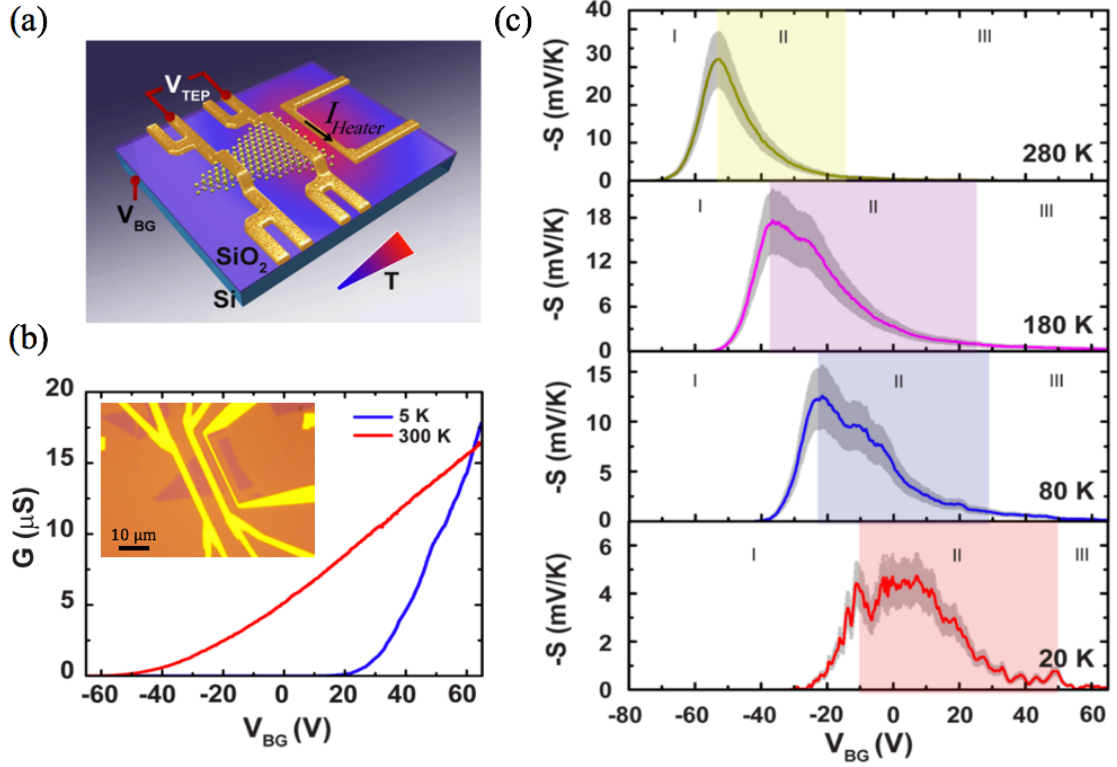 (a)
V_TEP
I_Heater
V_BG
SiO₂
Si
T
(b)
G (μS)
20
15
10
5
0
5 K
300 K
10 μm
-60 -40 -20 0 20 40 60
V_BG (V)
(c)
-S (mV/K)
40
30
20
10
0
I II III
280 K
-S (mV/K)
18
12
6
0
I II III
180 K
-S (mV/K)
15
10
5
0
I II III
80 K
-S (mV/K)
6
4
2
0
I II III
20 K
-80 -60 -40 -20 0 20 40 60
V_BG (V)